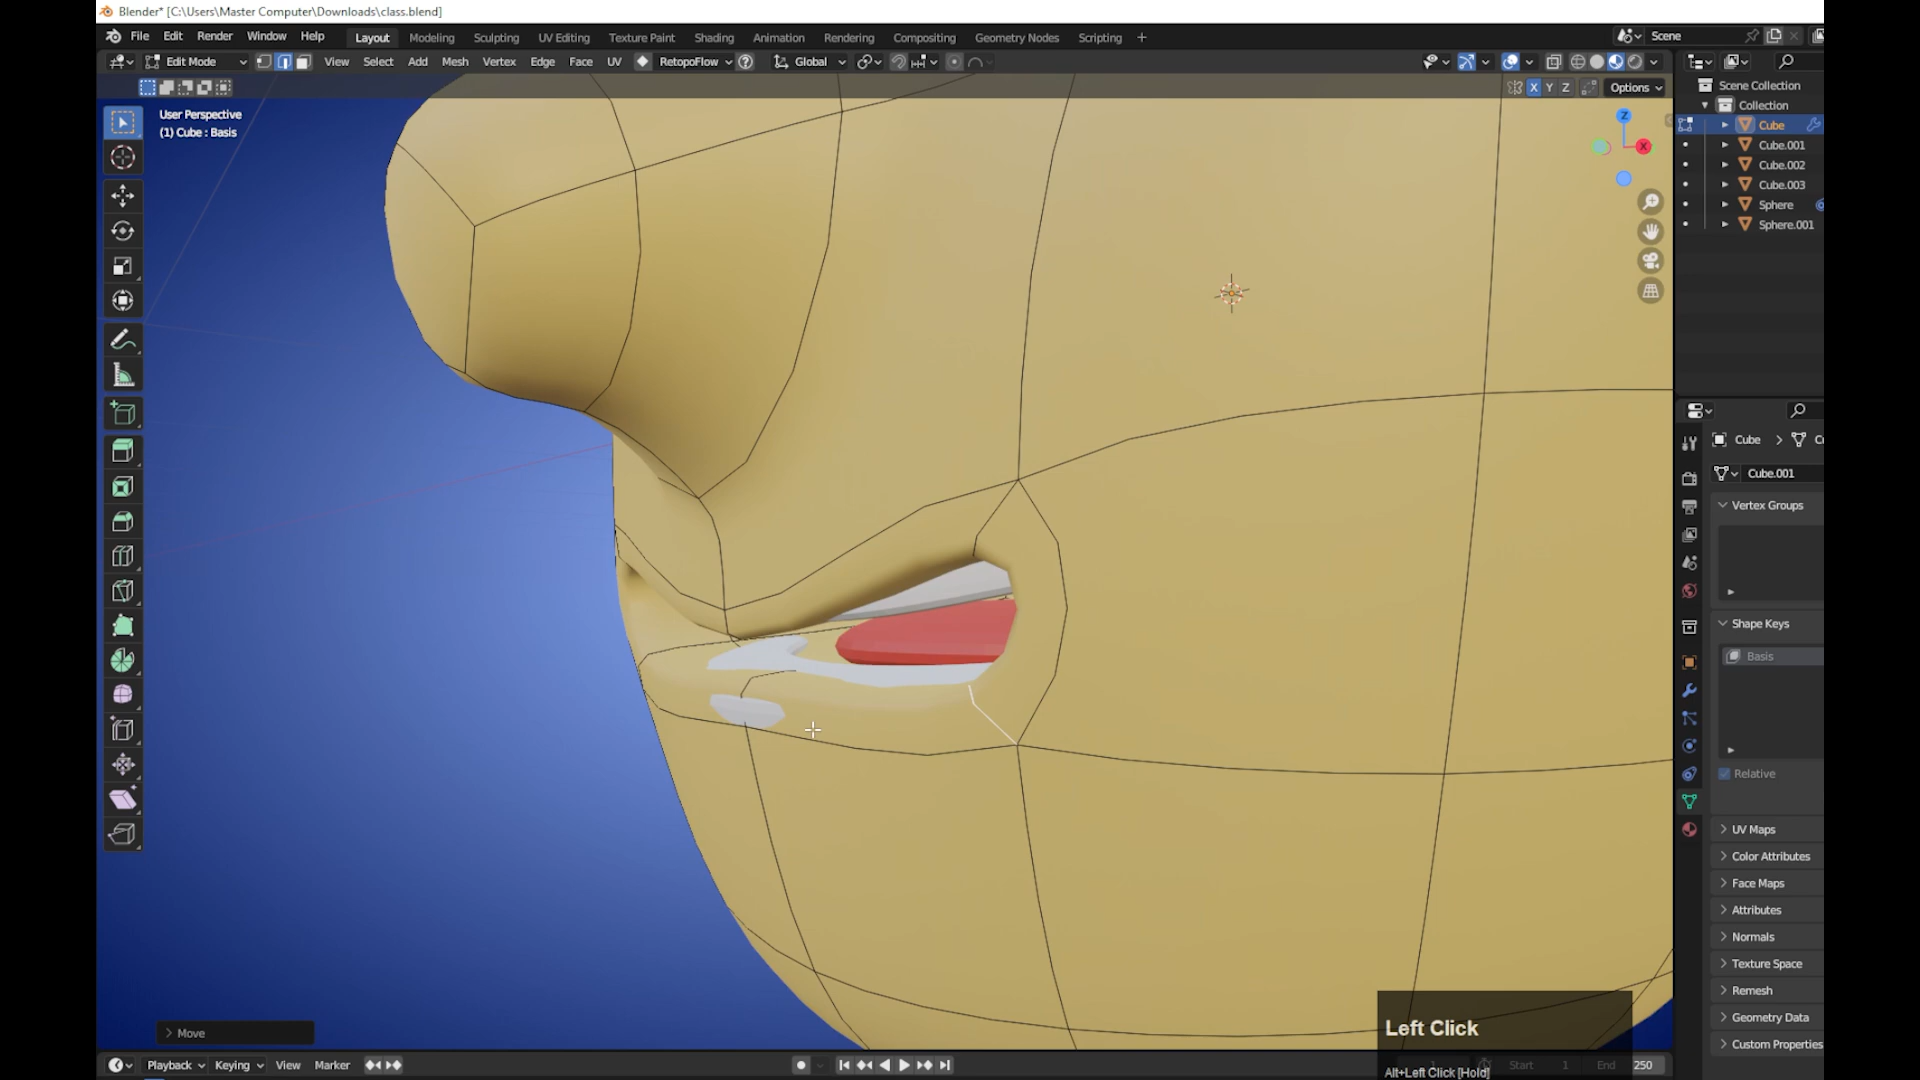 Blender* [C:\Users\Master Computer\Downloads\class.blend]
File Edit Render Window Help Layout Modeling Sculpting UV Editing Texture Paint Shading Animation Rendering Compositing Geometry Nodes Scripting + Scene
Edit Mode View Select Add Mesh Vertex Edge Face UV RetopoFlow Global
X Y Z Options
User Perspective
(1) Cube : Basis
Z
X
Scene Collection
Collection
Cube
Cube.001
Cube.002
Cube.003
Sphere
Sphere.001
Cube > C
Cube.001
Vertex Groups
Shape Keys
Basis
Relative
UV Maps
Color Attributes
Face Maps
Attributes
Normals
Texture Space
Remesh
Geometry Data
Custom Properties
Move
Left Click
Alt+Left Click [Hold]
Playback Keying View Marker 1 Start 1 End 250